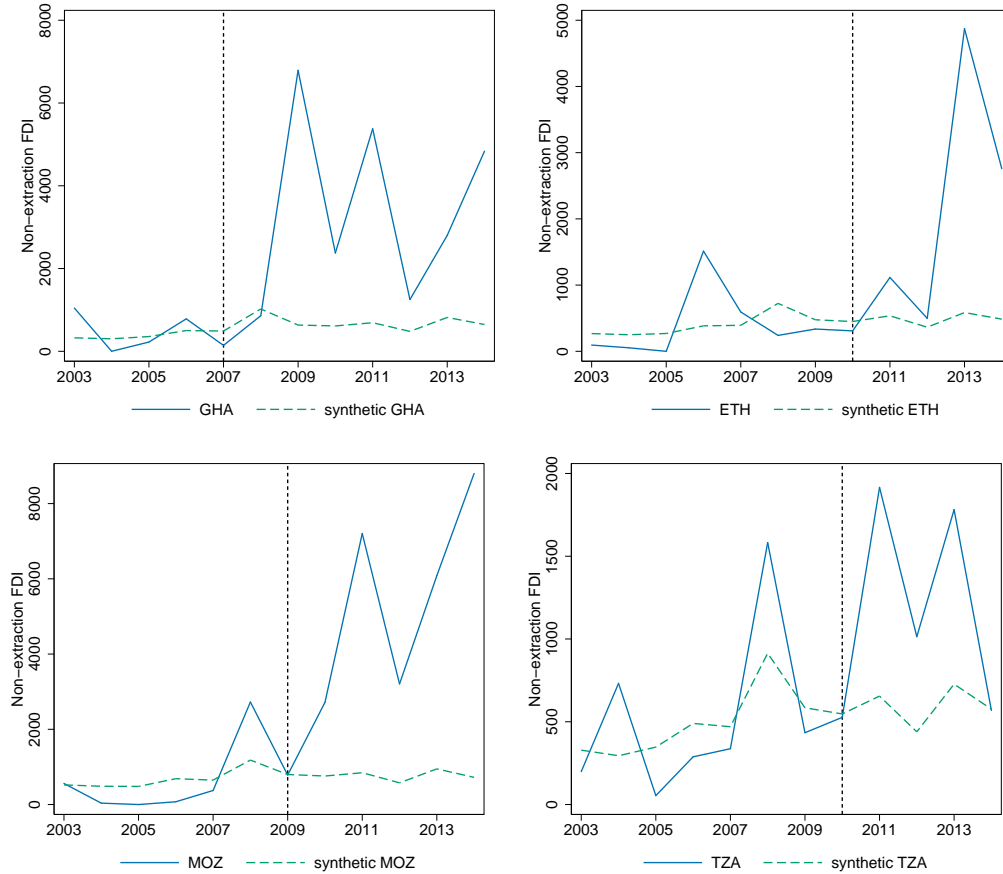 8000
6000
4000
2000
0
Non−extraction FDI
2003 2005 2007 2009 2011 2013
GHA synthetic GHA
5000
4000
3000
2000
1000
0
Non−extraction FDI
2003 2005 2007 2009 2011 2013
ETH synthetic ETH
8000
6000
4000
2000
0
Non−extraction FDI
2003 2005 2007 2009 2011 2013
MOZ synthetic MOZ
2000
1500
1000
500
0
Non−extraction FDI
2003 2005 2007 2009 2011 2013
TZA synthetic TZA